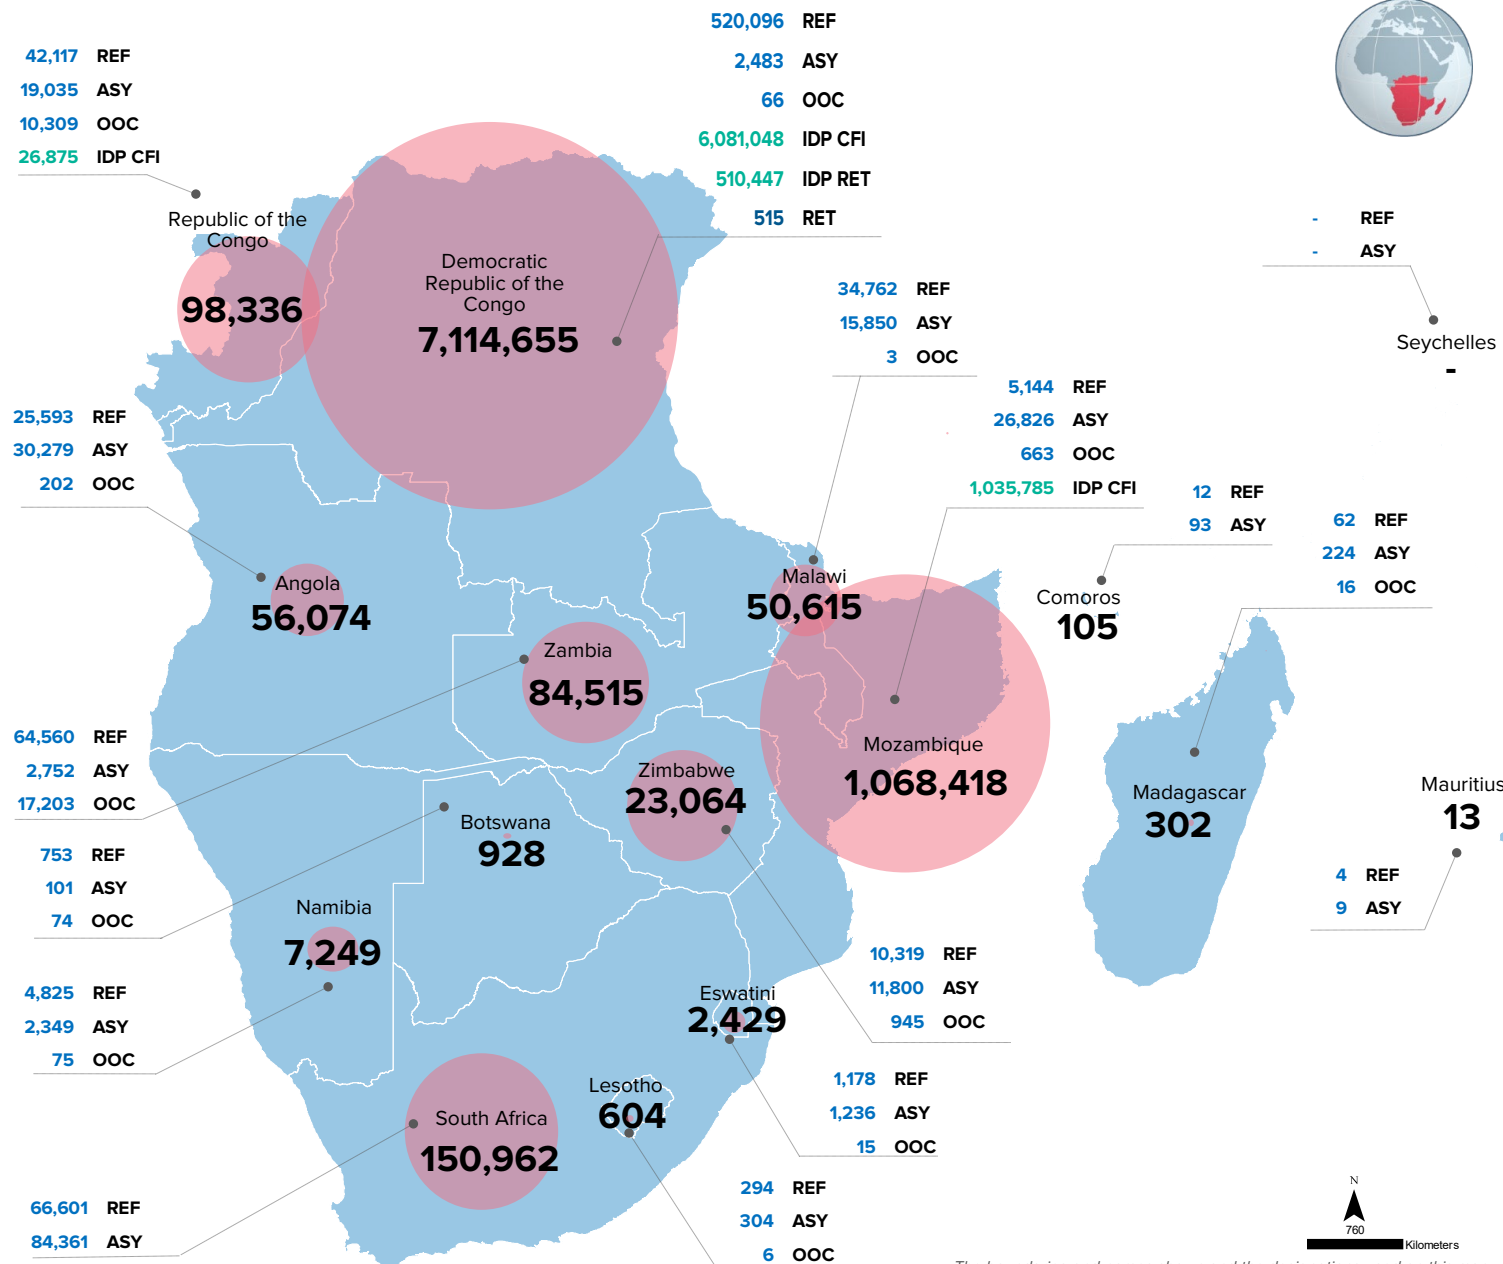 520,096 REF
2,483 ASY
66 OOC
6,081,048 IDP CFI
510,447 IDP RET
515 RET
42,117 REF
19,035 ASY
10,309 OOC
26,875 IDP CFI
Republic of the
Congo
98,336
Democratic
Republic of the
Congo
7,114,655
- REF
- ASY
Seychelles
-
34,762 REF
15,850 ASY
3 OOC
5,144 REF
26,826 ASY
663 OOC
1,035,785 IDP CFI
25,593 REF
30,279 ASY
202 OOC
12 REF
93 ASY
62 REF
224 ASY
16 OOC
Angola
56,074
Malawi
50,615
Comoros
105
Zambia
84,515
Mozambique
1,068,418
64,560 REF
2,752 ASY
17,203 OOC
Zimbabwe
23,064
Madagascar
302
Mauritius
13
Botswana
928
753 REF
101 ASY
74 OOC
4 REF
9 ASY
Namibia
7,249
10,319 REF
11,800 ASY
945 OOC
4,825 REF
2,349 ASY
75 OOC
Eswatini
2,429
1,178 REF
1,236 ASY
15 OOC
Lesotho
604
South Africa
150,962
294 REF
304 ASY
6 OOC
66,601 REF
84,361 ASY
N
760
Kilometers